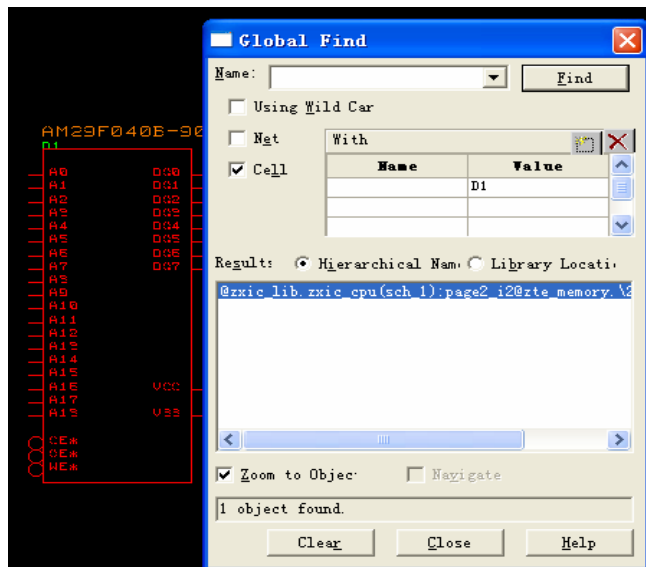 Global Find
Name:
Find
Using Wild Car
Net
With
Cell
Name Value
D1
Results Hierarchical Nam Library Locati
@zxic_lib.zxic_cpu(sch_1):page2_i2@zte_memory.\2
Zoom to Objec
Navigate
1 object found.
Clear Close Help
AM29F040B-90
D1
A0 DQ0
A1 DQ1
A2 DQ2
A3 DQ3
A4 DQ4
A5 DQ5
A6 DQ6
A7 DQ7
A8
A9
A10
A11
A12
A13
A14
A15
A16 VCC
A17
A18 VSS
CE*
OE*
WE*